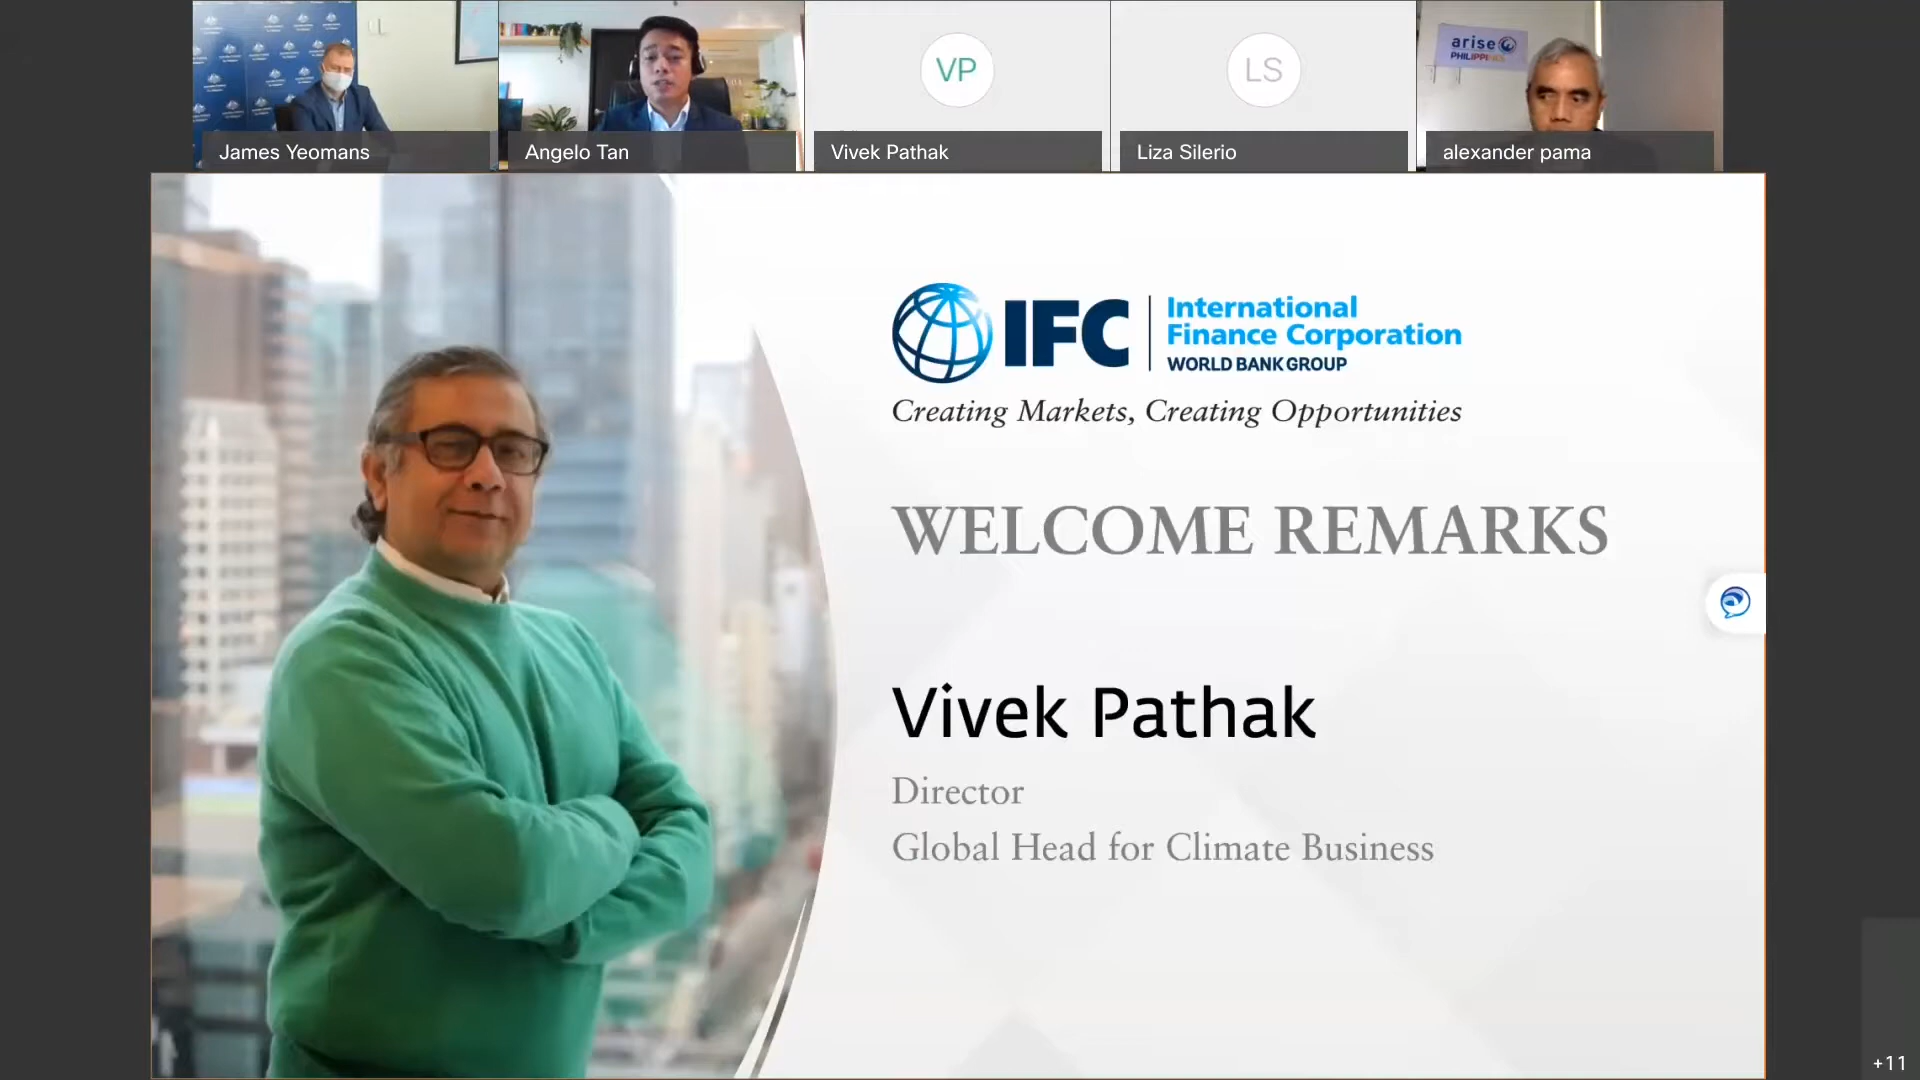 James Yeomans
Angelo Tan
VP
Vivek Pathak
LS
Liza Silerio
arise
PHILIPPINES
alexander pama
IFC
International
Finance Corporation
WORLD BANK GROUP
Creating Markets, Creating Opportunities
WELCOME REMARKS
Vivek Pathak
Director
Global Head for Climate Business
+11